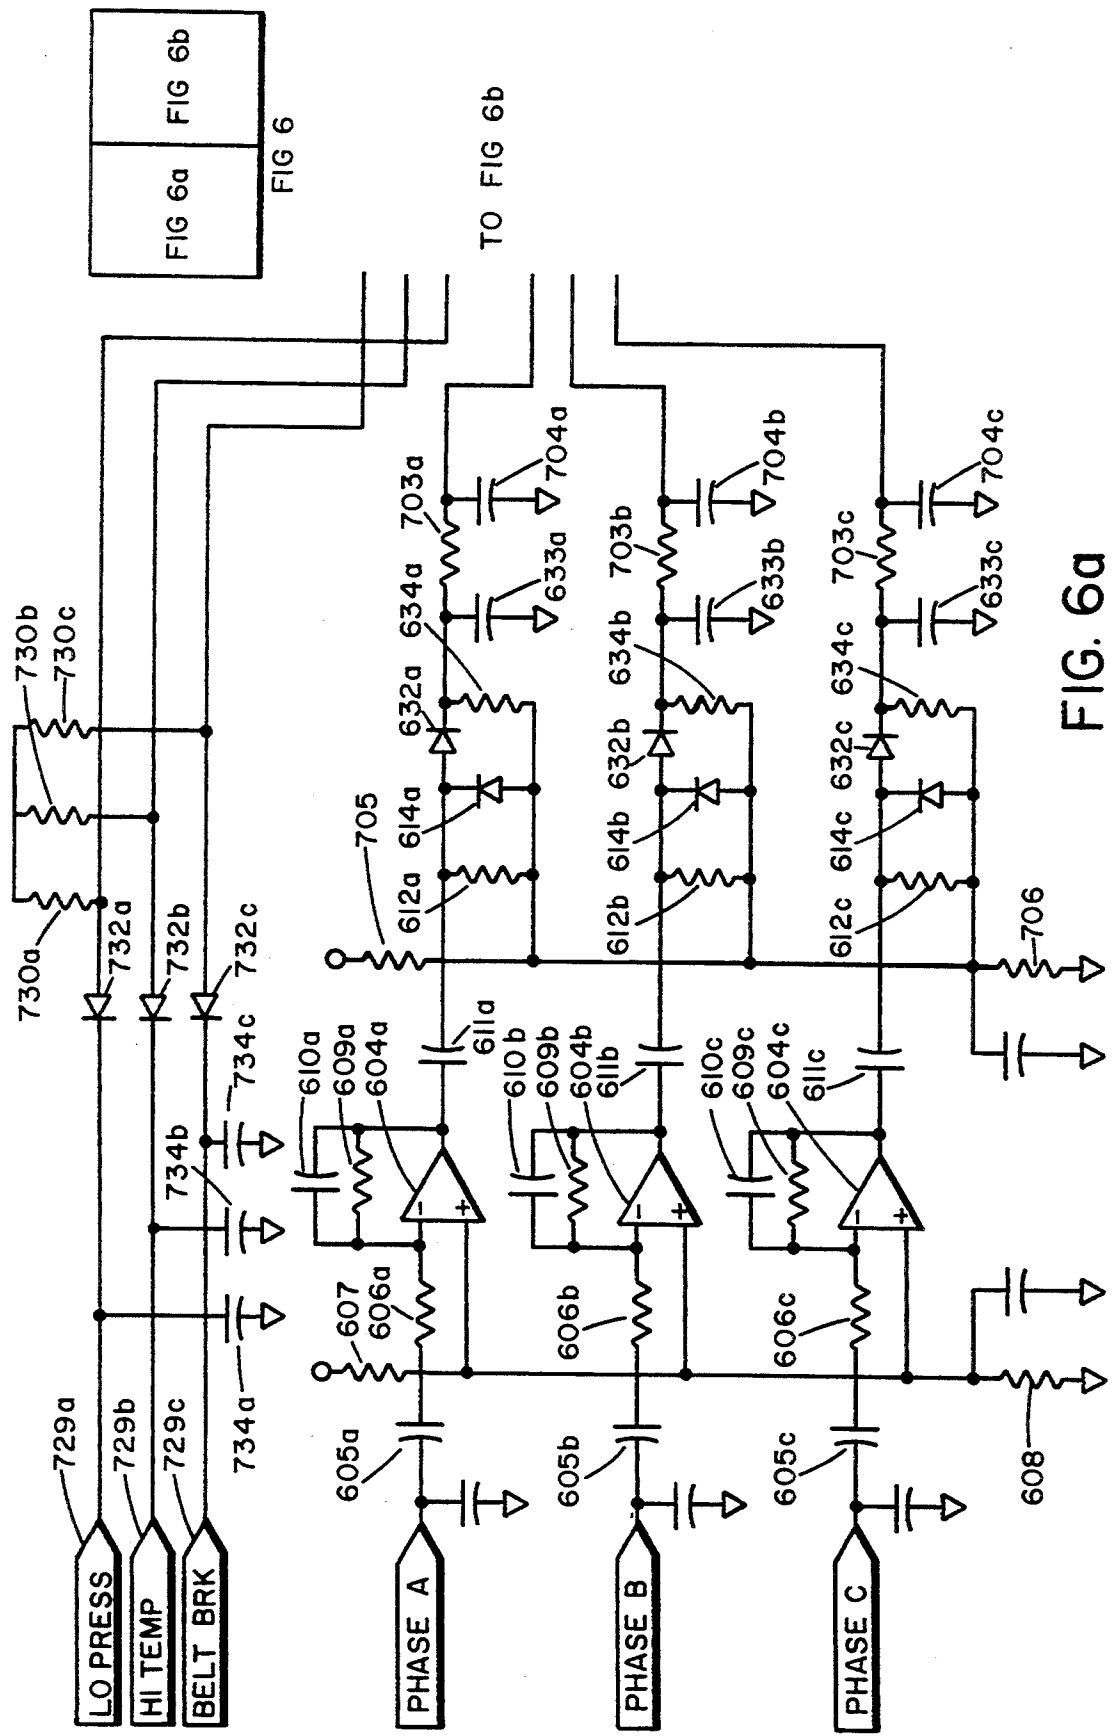 FIG 6a
FIG 6b
FIG 6
TO FIG 6b
LO PRESS
HI TEMP
BELT BRK
729a
729b
729c
734a
734b
734c
730a
730b
730c
732a
732b
732c
PHASE A
605a
607
606a
-
+
610a
609a
604a
611a
705
612a
614a
632a
634a
703a
633a
704a
PHASE B
605b
606b
-
+
610b
609b
604b
611b
612b
614b
632b
634b
703b
633b
704b
PHASE C
605c
606c
-
+
610c
609c
604c
611c
612c
614c
632c
634c
703c
633c
704c
608
706
FIG. 6a